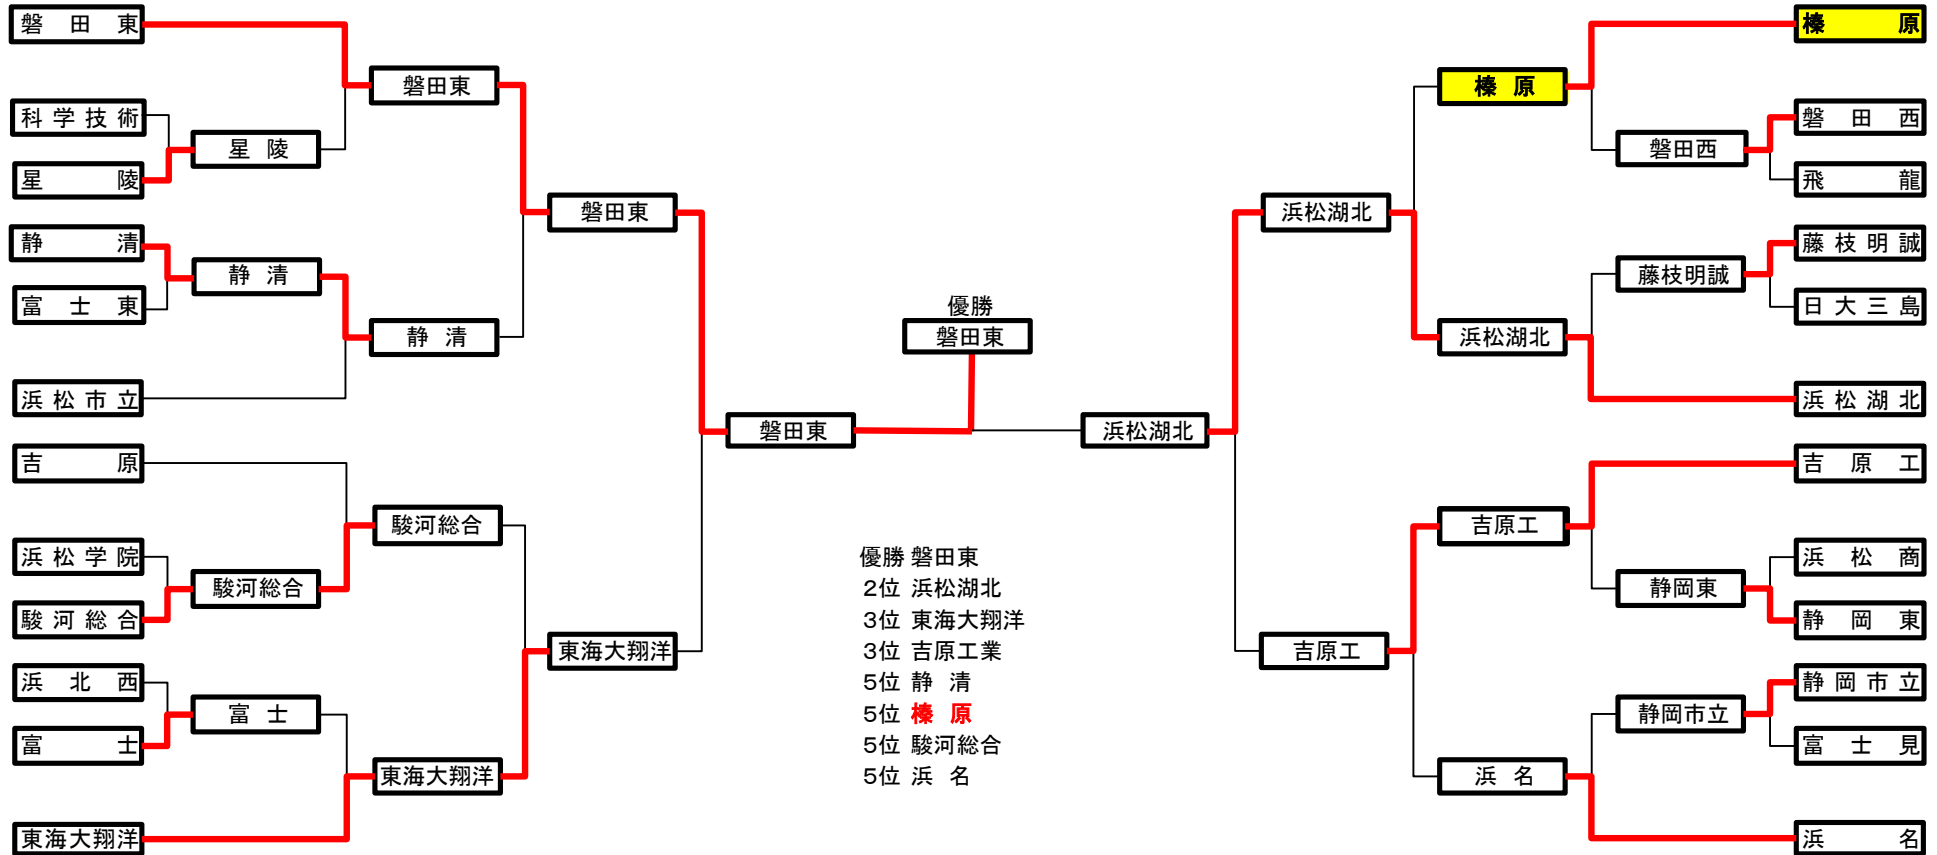 磐田東
科学技術
星陵
静清
富士東
浜松市立
吉原
浜松学院
駿河総合
浜北西
富士
東海大翔洋
星陵
静清
駿河総合
富士
磐田東
静清
駿河総合
東海大翔洋
磐田東
東海大翔洋
磐田東
優勝
磐田東
浜松湖北
浜松湖北
吉原工
榛原
浜松湖北
吉原工
浜名
磐田西
藤枝明誠
静岡東
静岡市立
榛原
磐田西
飛龍
藤枝明誠
日大三島
浜松湖北
吉原工
浜松商
静岡東
静岡市立
富士見
浜名
優勝 磐田東
2位 浜松湖北
3位 東海大翔洋
3位 吉原工業
5位 静 清
5位 榛 原
5位 駿河総合
5位 浜 名